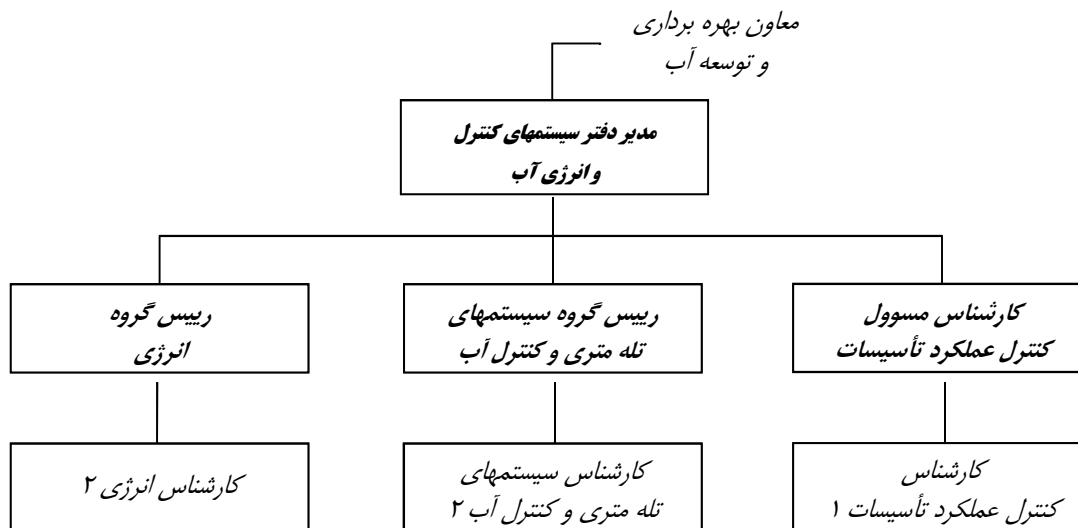 معاون بهره برداری
و توسعه آب
مدیر دفتر سیستمهای کنترل
و انرژی آب
کارشناس مسوول
کنترل عملکرد تأسیسات
رییس گروه سیستمهای
تله متری و کنترل آب
رییس گروه
انرژی
کارشناس
کنترل عملکرد تأسیسات ۱
کارشناس سیستمهای
تله متری و کنترل آب ۲
کارشناس انرژی ۲